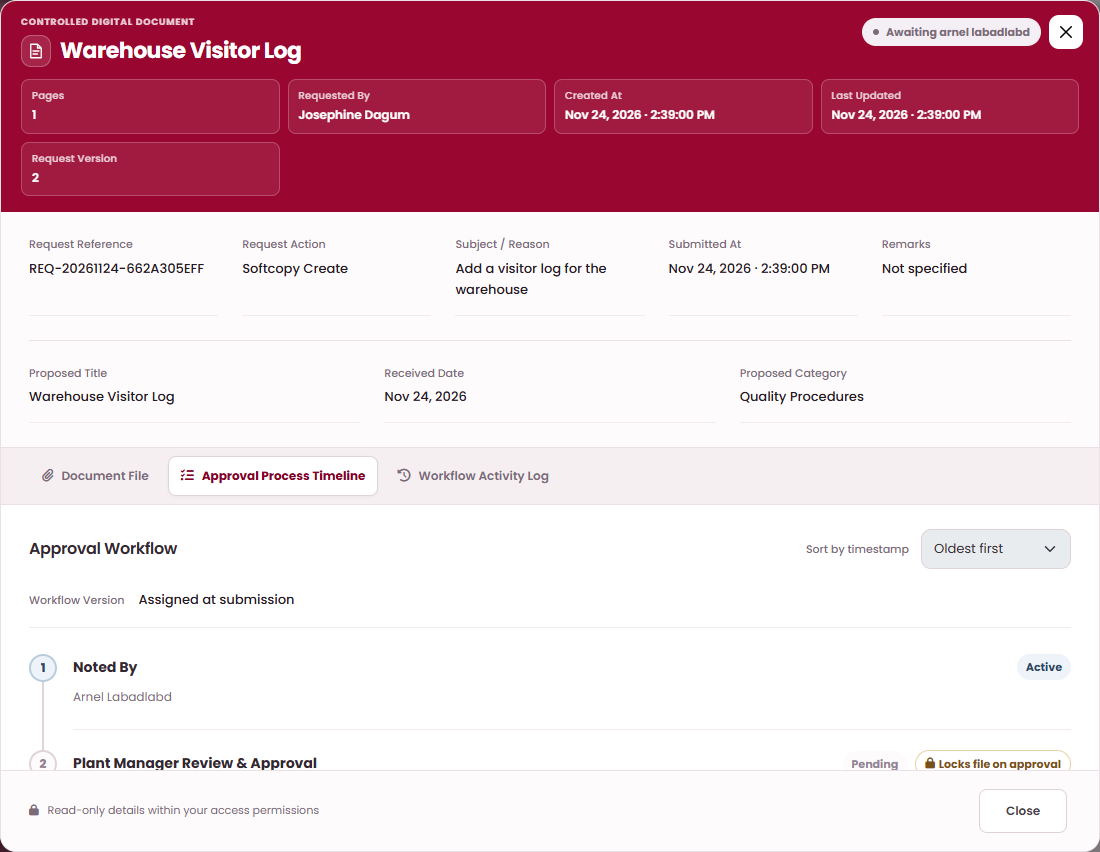 CONTROLLED DIGITAL DOCUMENT
Warehouse Visitor Log
Awaiting arnel labadlabd
Pages
1
Requested By
Josephine Dagum
Created At
Nov 24, 2026 · 2:39:00 PM
Last Updated
Nov 24, 2026 · 2:39:00 PM
Request Version
2
Request Reference
REQ-20261124-662A305EFF
Request Action
Softcopy Create
Subject / Reason
Add a visitor log for the
warehouse
Submitted At
Nov 24, 2026 · 2:39:00 PM
Remarks
Not specified
Proposed Title
Warehouse Visitor Log
Received Date
Nov 24, 2026
Proposed Category
Quality Procedures
Document File
Approval Process Timeline
Workflow Activity Log
Approval Workflow
Sort by timestamp
Oldest first
Workflow Version Assigned at submission
1
Noted By
Active
Arnel Labadlabd
2
Plant Manager Review & Approval
Pending
Locks file on approval
Read-only details within your access permissions
Close